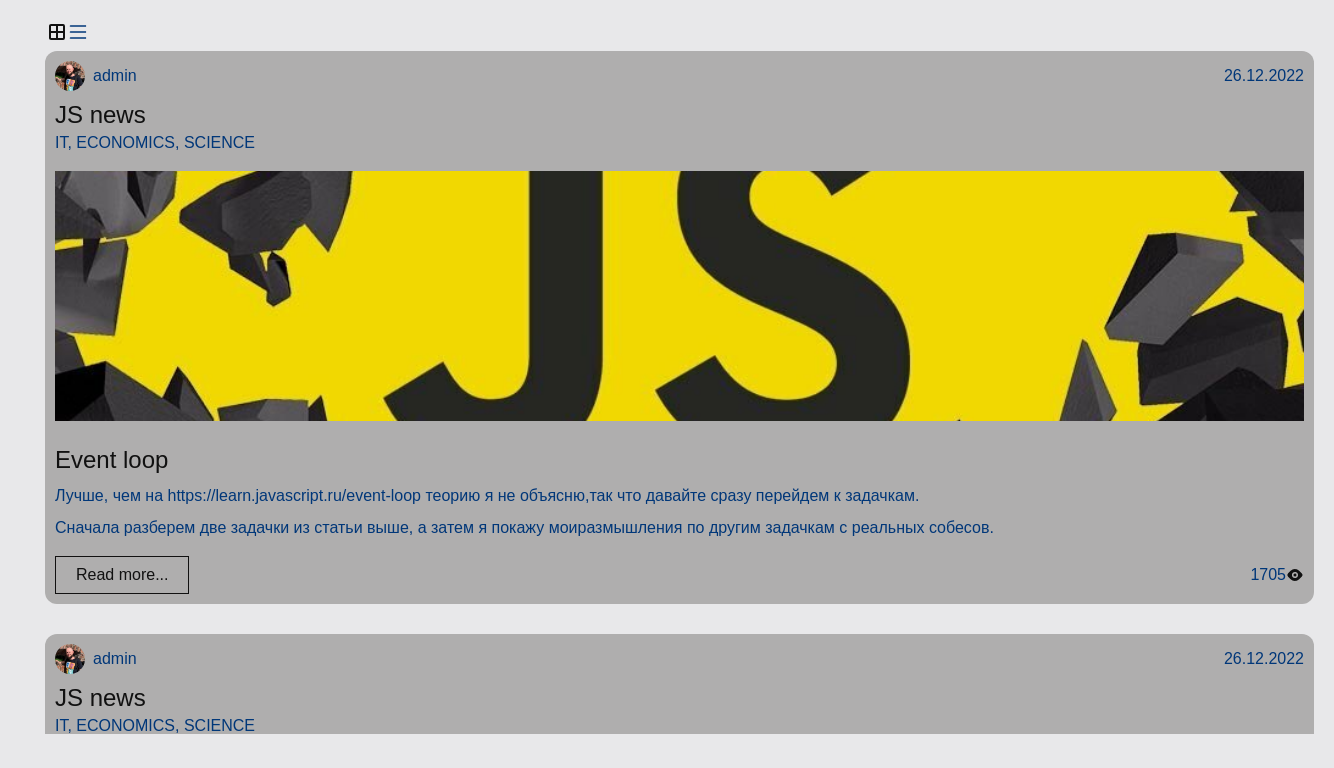 admin 26.12.2022
JS news
IT, ECONOMICS, SCIENCE
JS
Event loop
Лучше, чем на https://learn.javascript.ru/event-loop теорию я не объясню,так что давайте сразу перейдем к задачкам.
Сначала разберем две задачки из статьи выше, а затем я покажу моиразмышления по другим задачкам с реальных собесов.
Read more... 1705
admin 26.12.2022
JS news
IT, ECONOMICS, SCIENCE